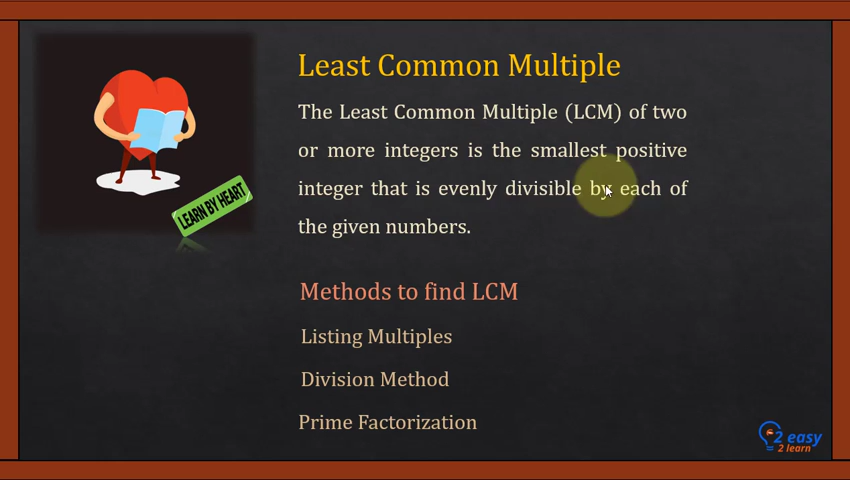 Least Common Multiple
The Least Common Multiple (LCM) of two
or more integers is the smallest positive
integer that is evenly divisible by each of
the given numbers.
LEARN BY HEART
Methods to find LCM
Listing Multiples
Division Method
Prime Factorization
2 easy
2 learn